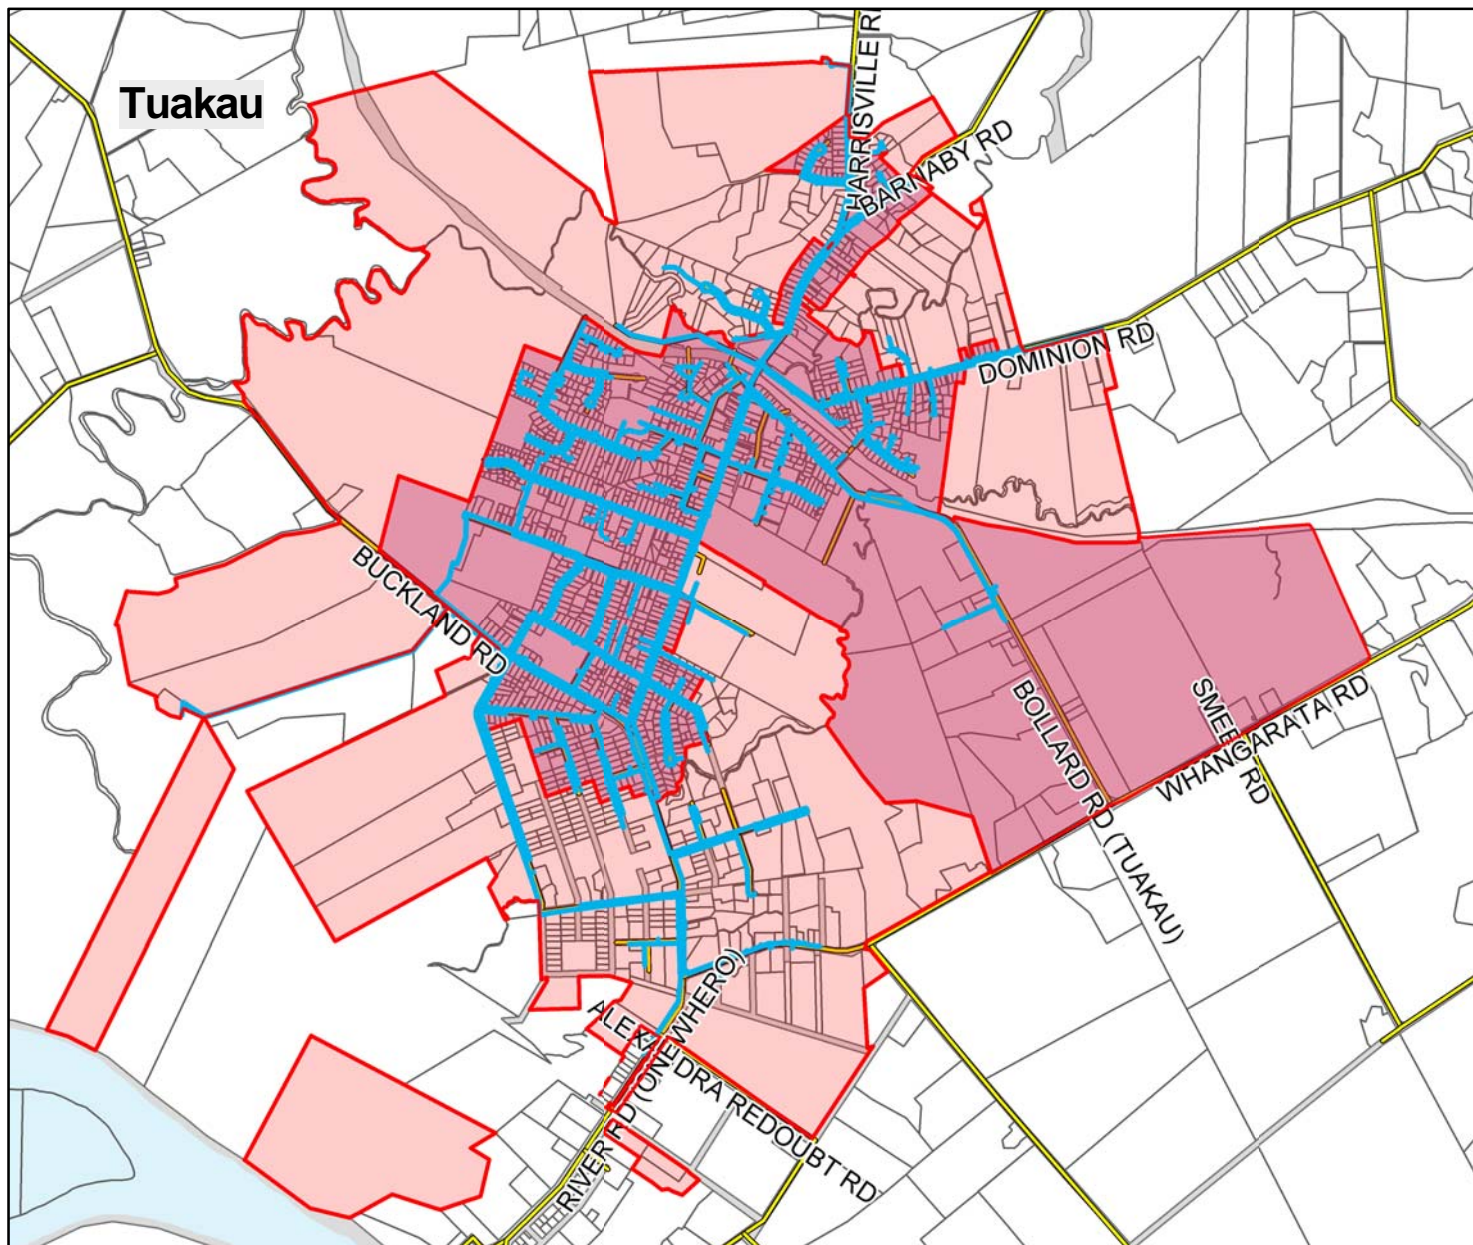 Tuakau
HARRISVILLE R
BARNABY RD
DOMINION RD
BUCKLAND RD
BOLLARD RD (TUAKAU)
SMEE RD
WHANGARATA RD
RIVER RD (ONEWHERO)
ALEXANDRA REDOUBT RD